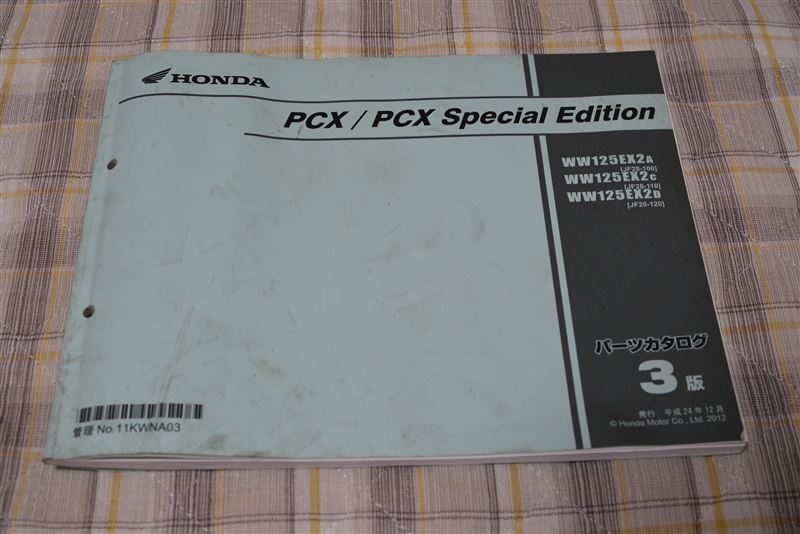 HONDA
PCX / PCX Special Edition
WW125EX2A
[JF28-100]
WW125EX2C
[JF28-110]
WW125EX2D
[JF28-120]
パーツカタログ
3版
発行 平成24年12月
© Honda Motor Co., Ltd. 2012
管理 No.11KWNA03